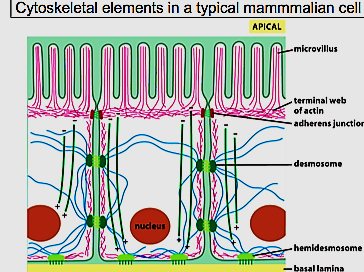 Cytoskeletal elements in a typical mammmalian cell
APICAL
microvillus
terminal web
of actin
adherens junction
desmosome
nucleus
hemidesmosome
basal lamina